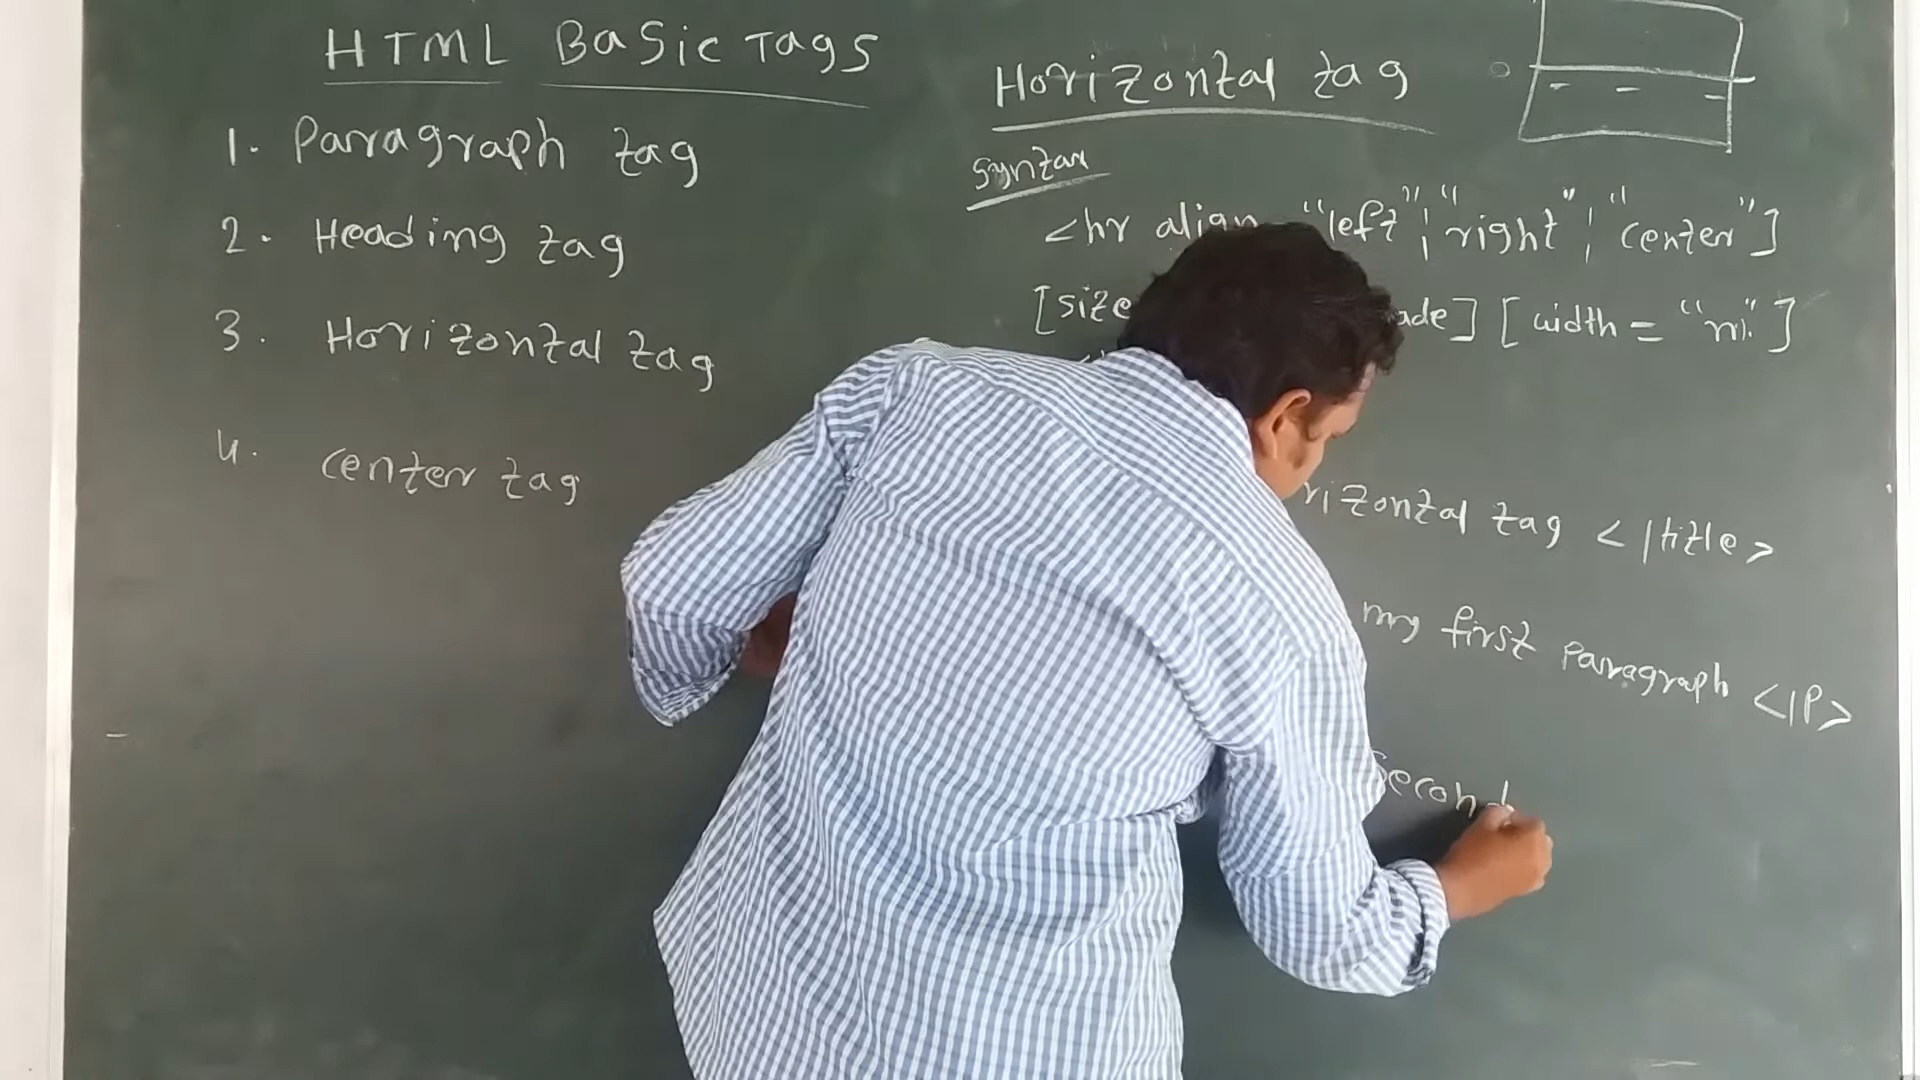 HTML Basic Tags
1. Paragraph tag
2. Heading tag
3. Horizontal tag
4. center tag
Horizontal tag
Syntax
<hr align "left" ¦ "right" ¦ "center"]
[size ade] [width = "n%"]
rizontal tag </title>
my first Paragraph </P>
Second